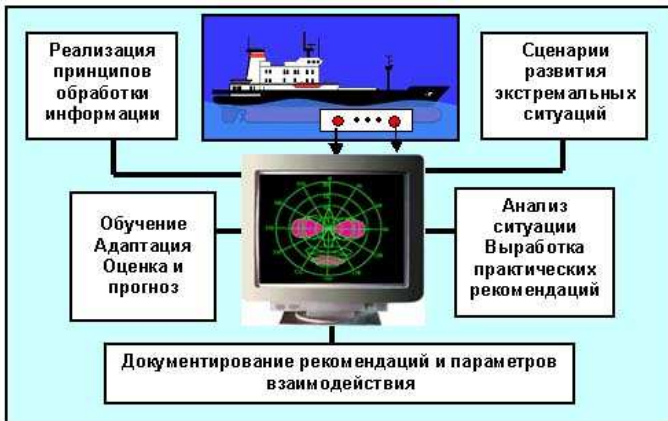 Реализация
принципов
обработки
информации
Сценарии
развития
экстремальных
ситуаций
Обучение
Адаптация
Оценка и
прогноз
Анализ
ситуации
Выработка
практических
рекомендаций
Документирование рекомендаций и параметров
взаимодействия